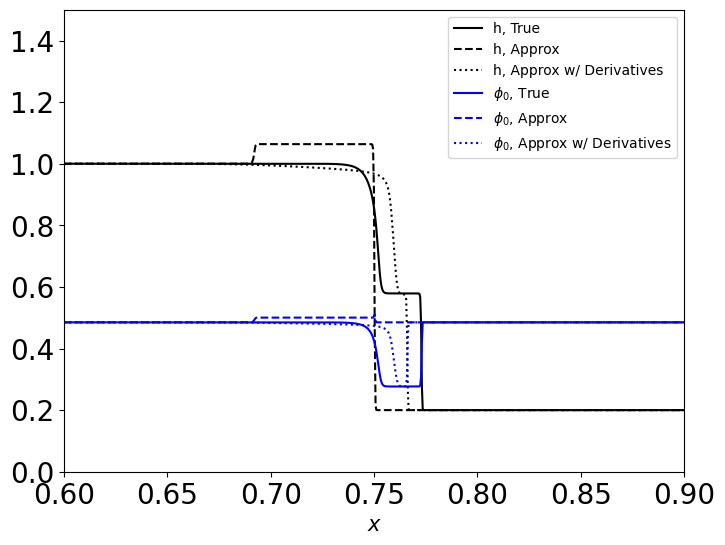 1.4
1.2
1.0
0.8
0.6
0.4
0.2
0.0
h, True
h, Approx
h, Approx w/ Derivatives
ϕ₀, True
ϕ₀, Approx
ϕ₀, Approx w/ Derivatives
0.60 0.65 0.70 0.75 0.80 0.85 0.90
x